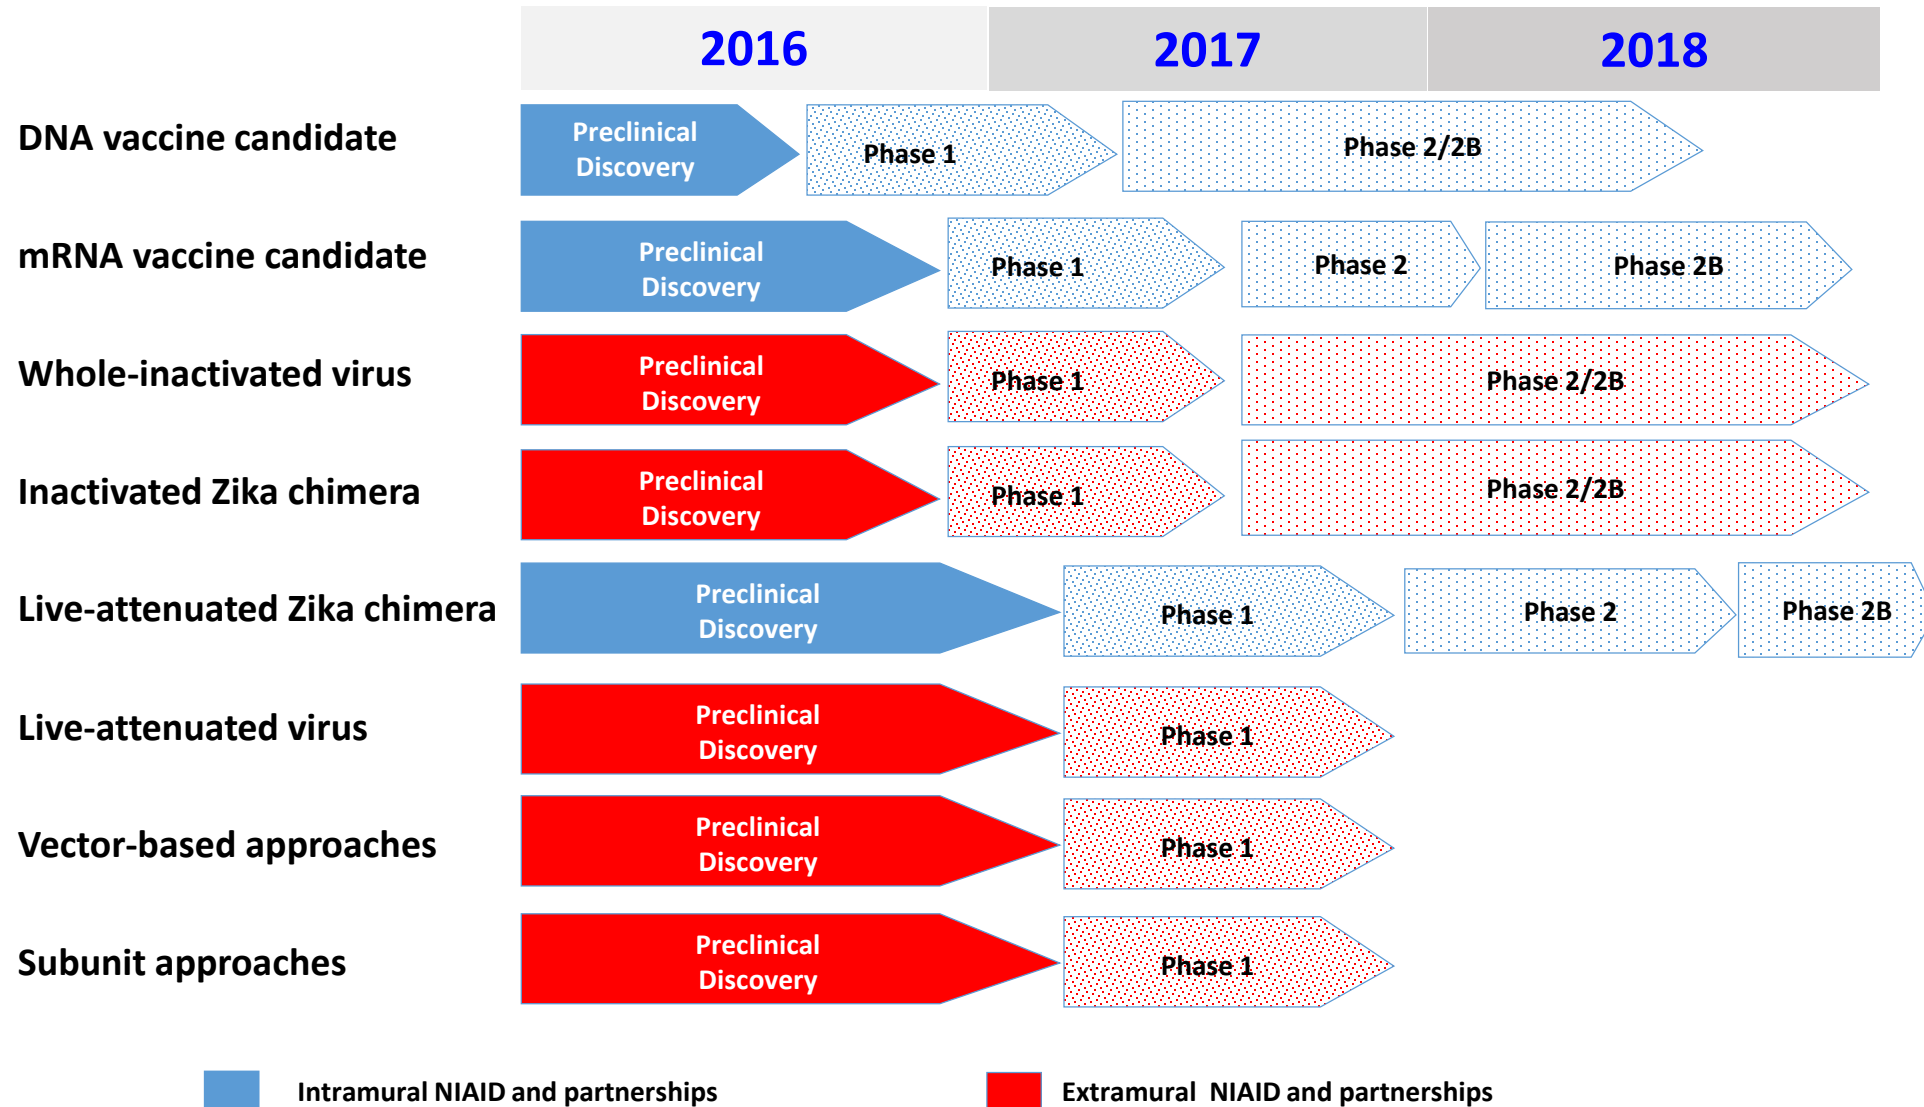 2016 2017 2018
DNA vaccine candidate
Preclinical
Discovery
Phase 1
Phase 2/2B
mRNA vaccine candidate
Preclinical
Discovery
Phase 1
Phase 2
Phase 2B
Whole-inactivated virus
Preclinical
Discovery
Phase 1
Phase 2/2B
Inactivated Zika chimera
Preclinical
Discovery
Phase 1
Phase 2/2B
Live-attenuated Zika chimera
Preclinical
Discovery
Phase 1
Phase 2
Phase 2B
Live-attenuated virus
Preclinical
Discovery
Phase 1
Vector-based approaches
Preclinical
Discovery
Phase 1
Subunit approaches
Preclinical
Discovery
Phase 1
Intramural NIAID and partnerships
Extramural NIAID and partnerships